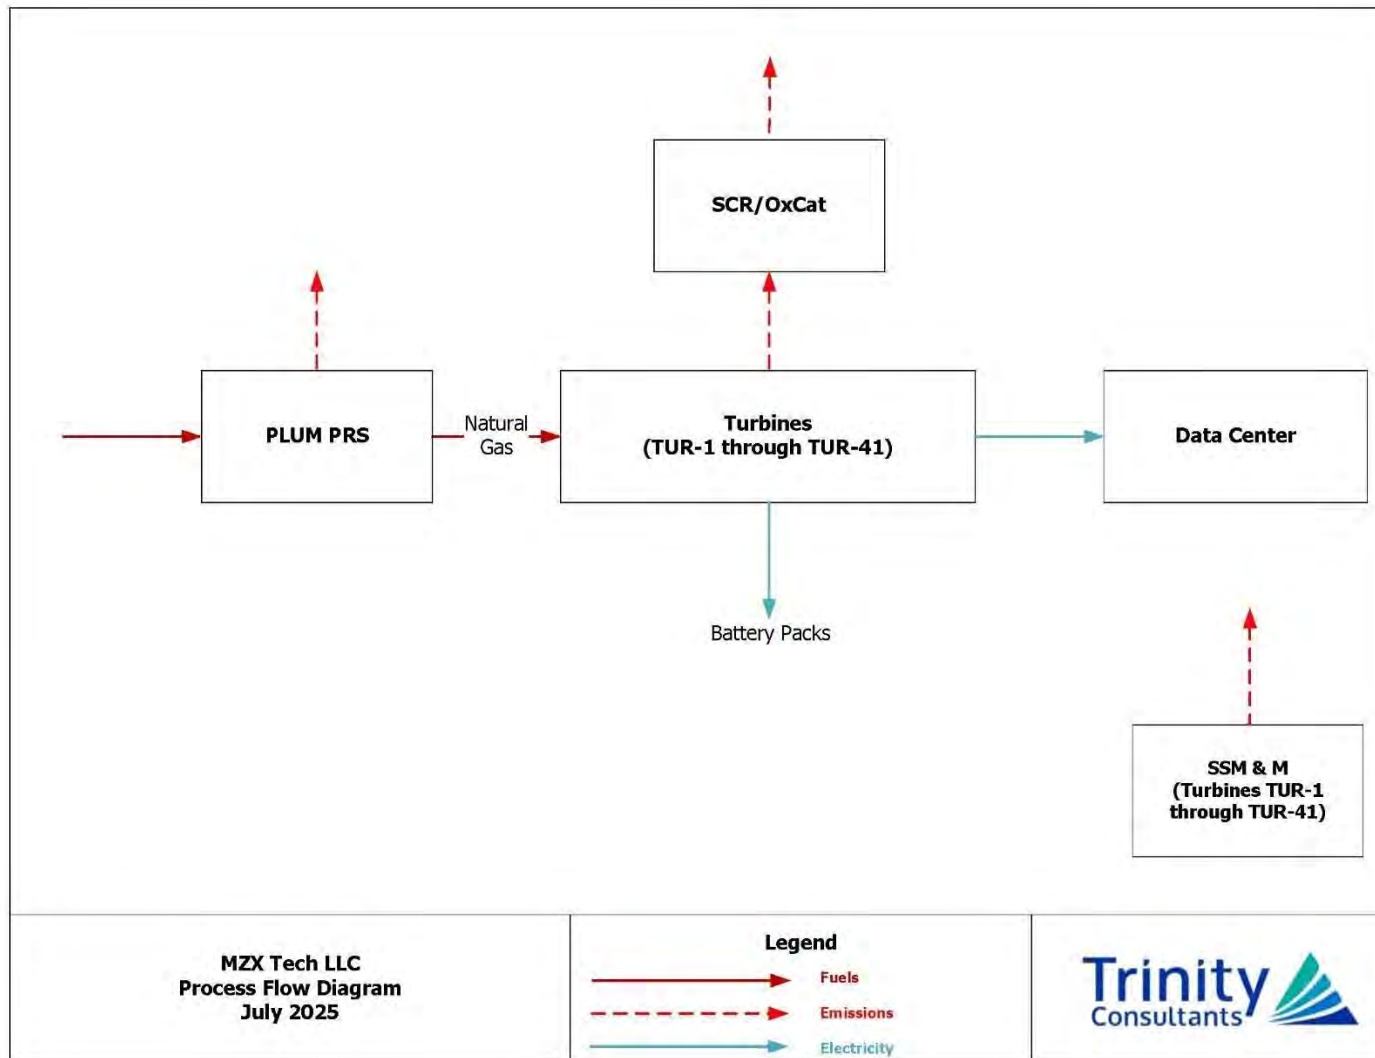 SCR/OxCat
PLUM PRS
Natural
Gas
Turbines
(TUR-1 through TUR-41)
Data Center
Battery Packs
SSM & M
(Turbines TUR-1
through TUR-41)
MZX Tech LLC
Process Flow Diagram
July 2025
Legend
Fuels
Emissions
Electricity
Trinity
Consultants